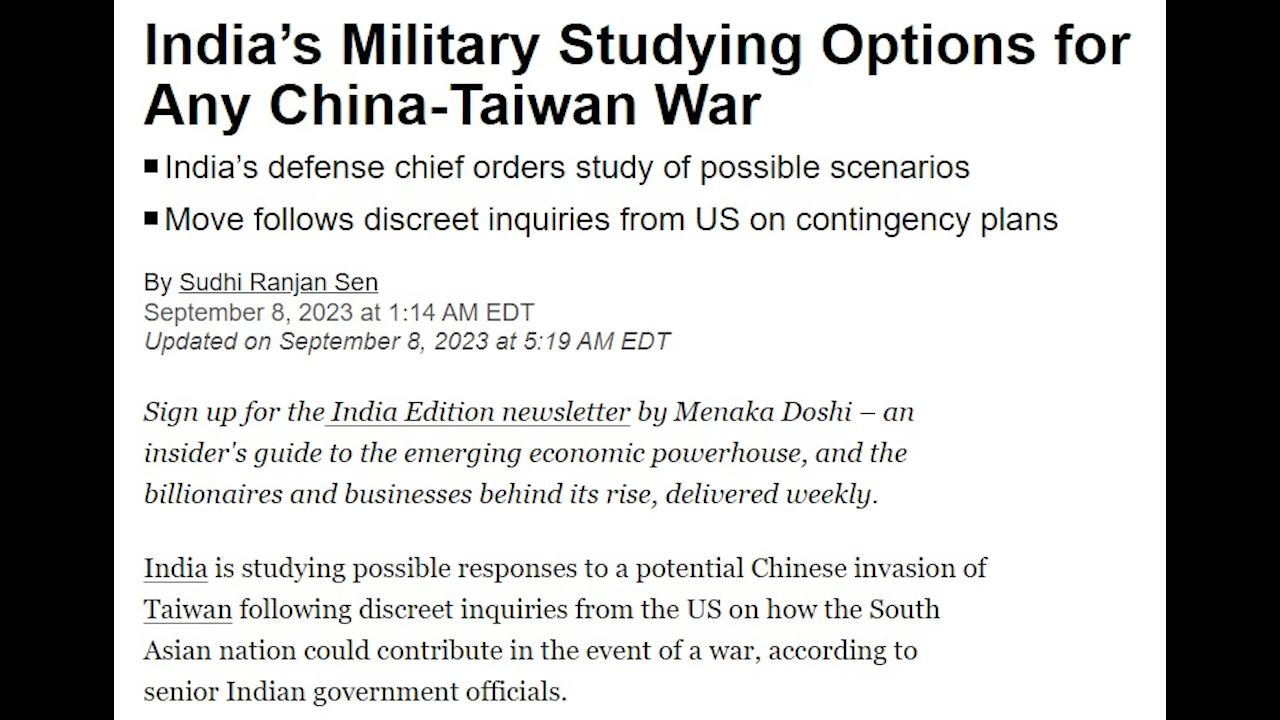 India’s Military Studying Options for
Any China-Taiwan War
■ India’s defense chief orders study of possible scenarios
■ Move follows discreet inquiries from US on contingency plans
By Sudhi Ranjan Sen
September 8, 2023 at 1:14 AM EDT
Updated on September 8, 2023 at 5:19 AM EDT
Sign up for the India Edition newsletter by Menaka Doshi – an
insider's guide to the emerging economic powerhouse, and the
billionaires and businesses behind its rise, delivered weekly.
India is studying possible responses to a potential Chinese invasion of
Taiwan following discreet inquiries from the US on how the South
Asian nation could contribute in the event of a war, according to
senior Indian government officials.